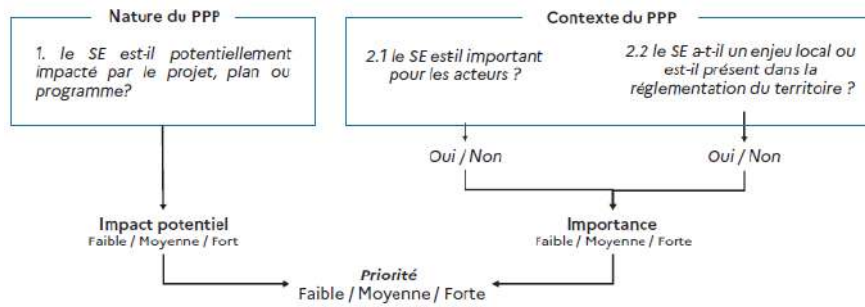 Nature du PPP
1. le SE est-il potentiellement
impacté par le projet, plan ou
programme?
Contexte du PPP
2.1 le SE est-il important
pour les acteurs ?
2.2 le SE a-t-il un enjeu local ou
est-il présent dans la
réglementation du territoire ?
Oui / Non
Oui / Non
Impact potentiel
Faible / Moyenne / Fort
Importance
Faible / Moyenne / Forte
Priorité
Faible / Moyenne / Forte